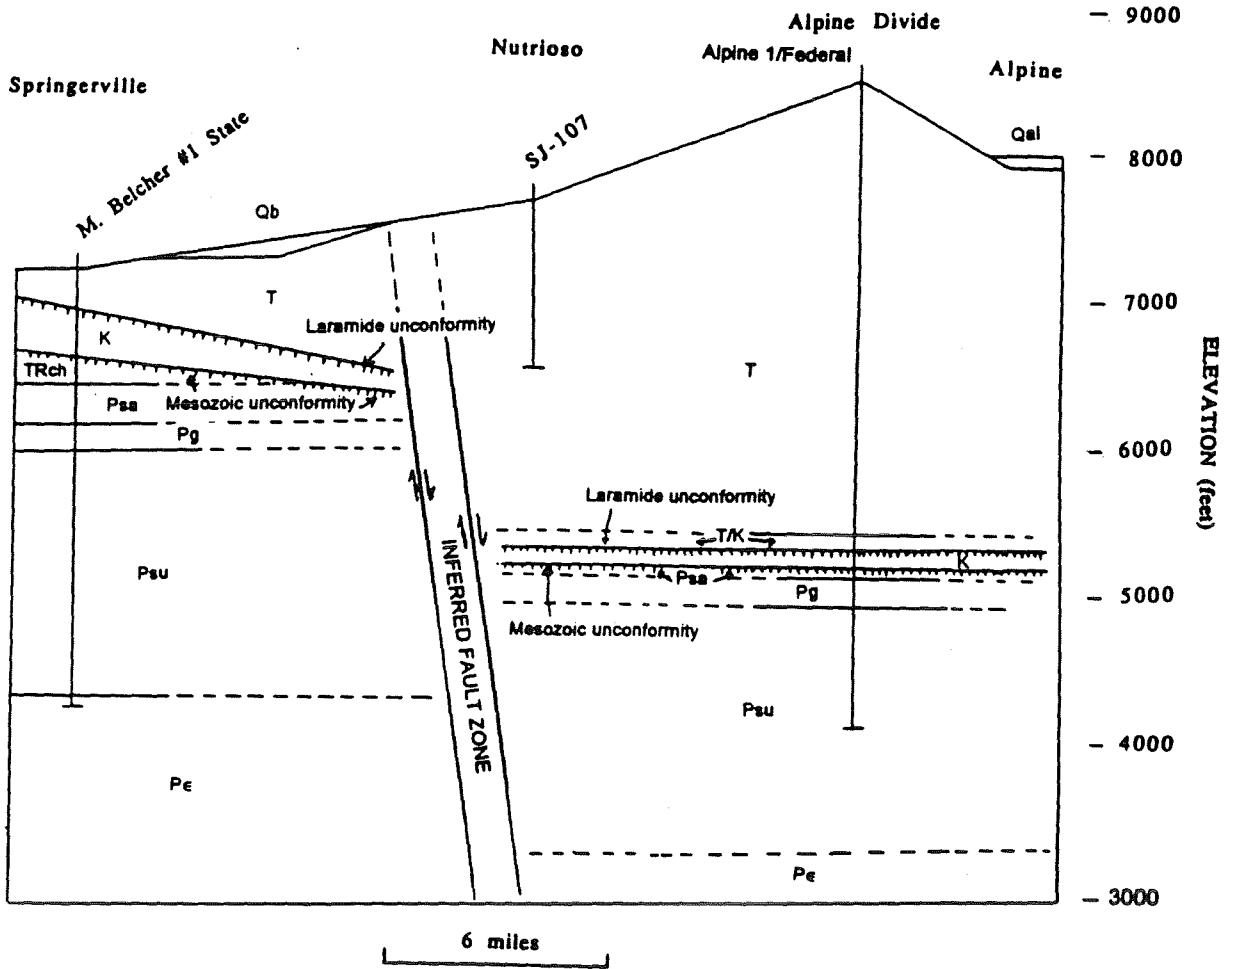 9000
Alpine Divide
Nutrioso
Alpine 1/Federal
Alpine
Springerville
M. Belcher #1 State
SJ-107
Qal
8000
Qb
T
7000
Laramide unconformity
K
TRch
T
ELEVATION (feet)
Psa
Mesozoic unconformity
Pg
6000
Laramide unconformity
T/K
K
Psa
Pg
Psu
5000
Mesozoic unconformity
INFERRED FAULT ZONE
Psu
4000
Pє
Pє
3000
6 miles